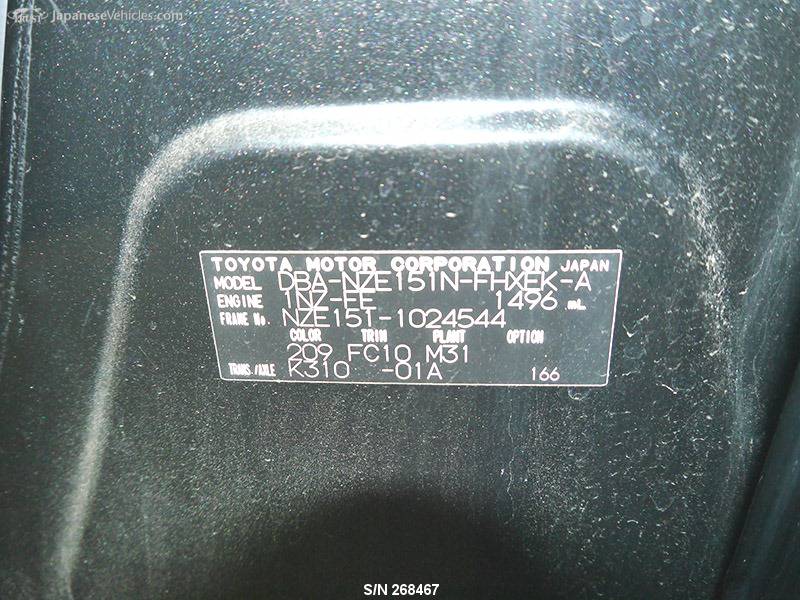 TRUST JapaneseVehicles.com
TOYOTA MOTOR CORPORATION JAPAN
MODEL DBA-NZE151N-FHXEK-A
ENGINE 1NZ-FE 1496 mL
FRAME No. NZE151-1024544
COLOR TRIM PLANT OPTION
209 FC10 M31
TRANS./AXLE K310 -01A 166
S/N 268467